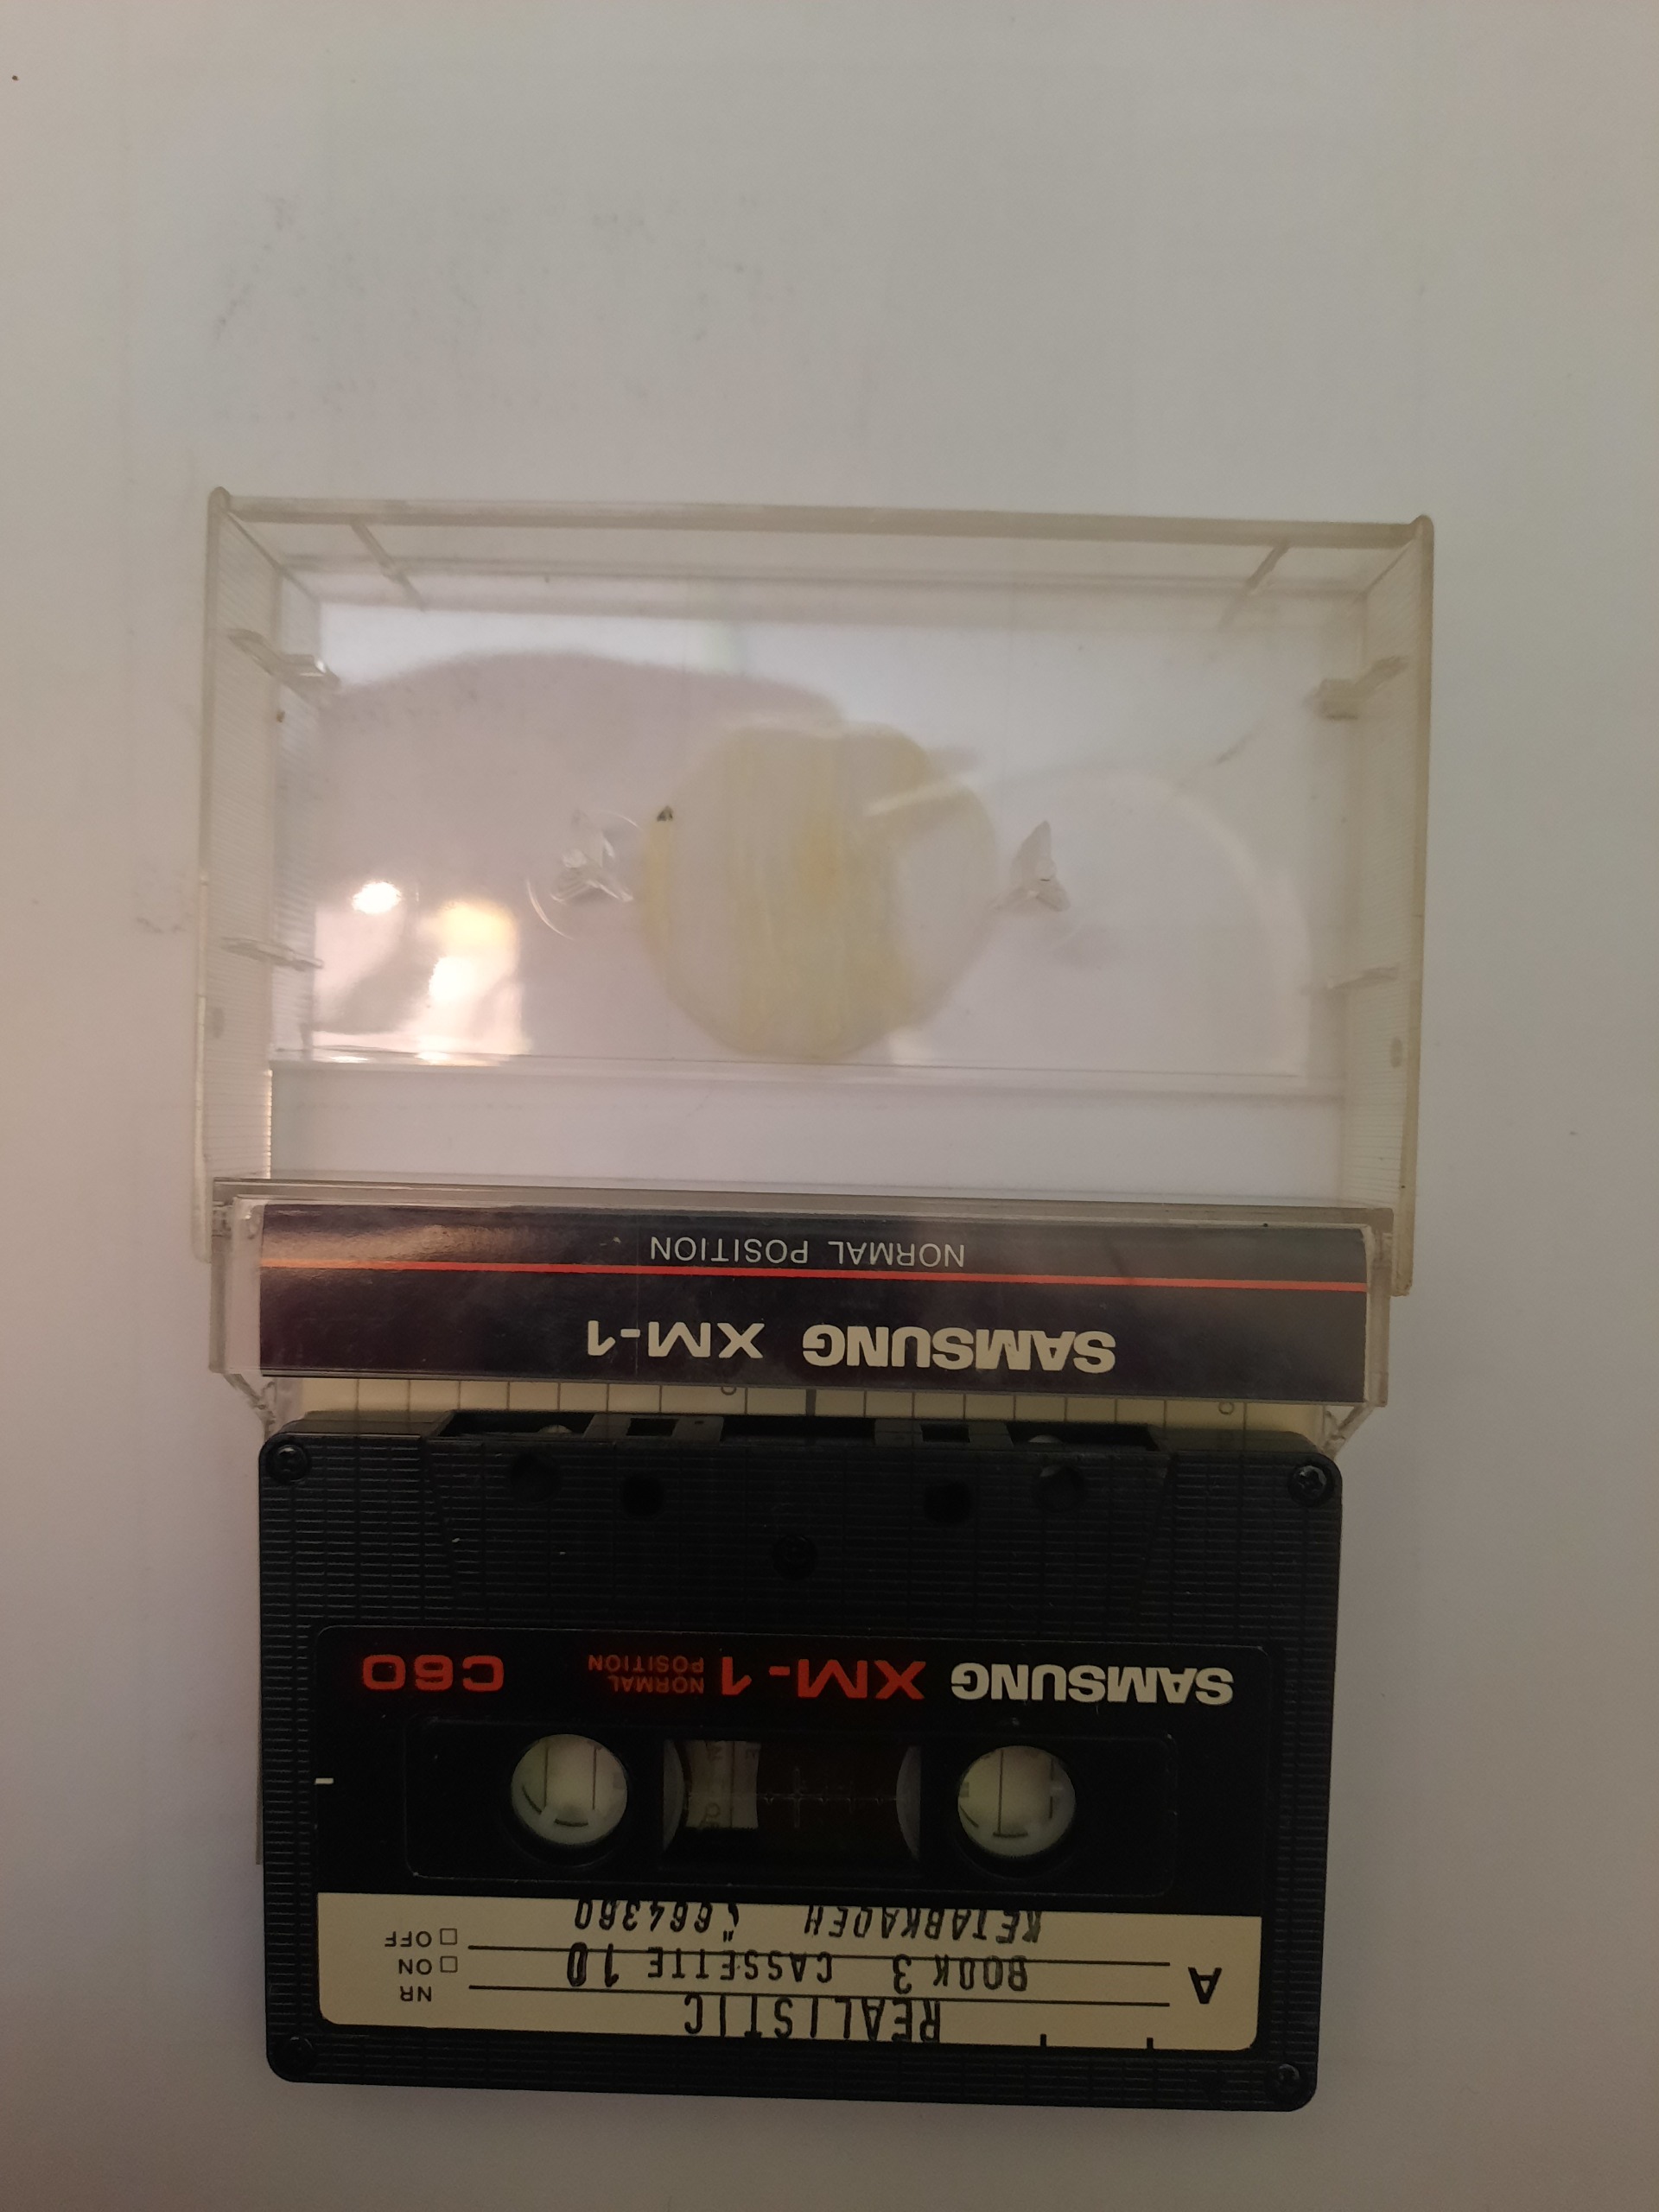 NORMAL POSITION
SAMSUNG XM-1
SAMSUNG XM-1 NORMAL POSITION C60
REALISTIC
A BOOK 3 CASSETTE 10
NR
□ ON
□ OFF
KETABKADEH 664360